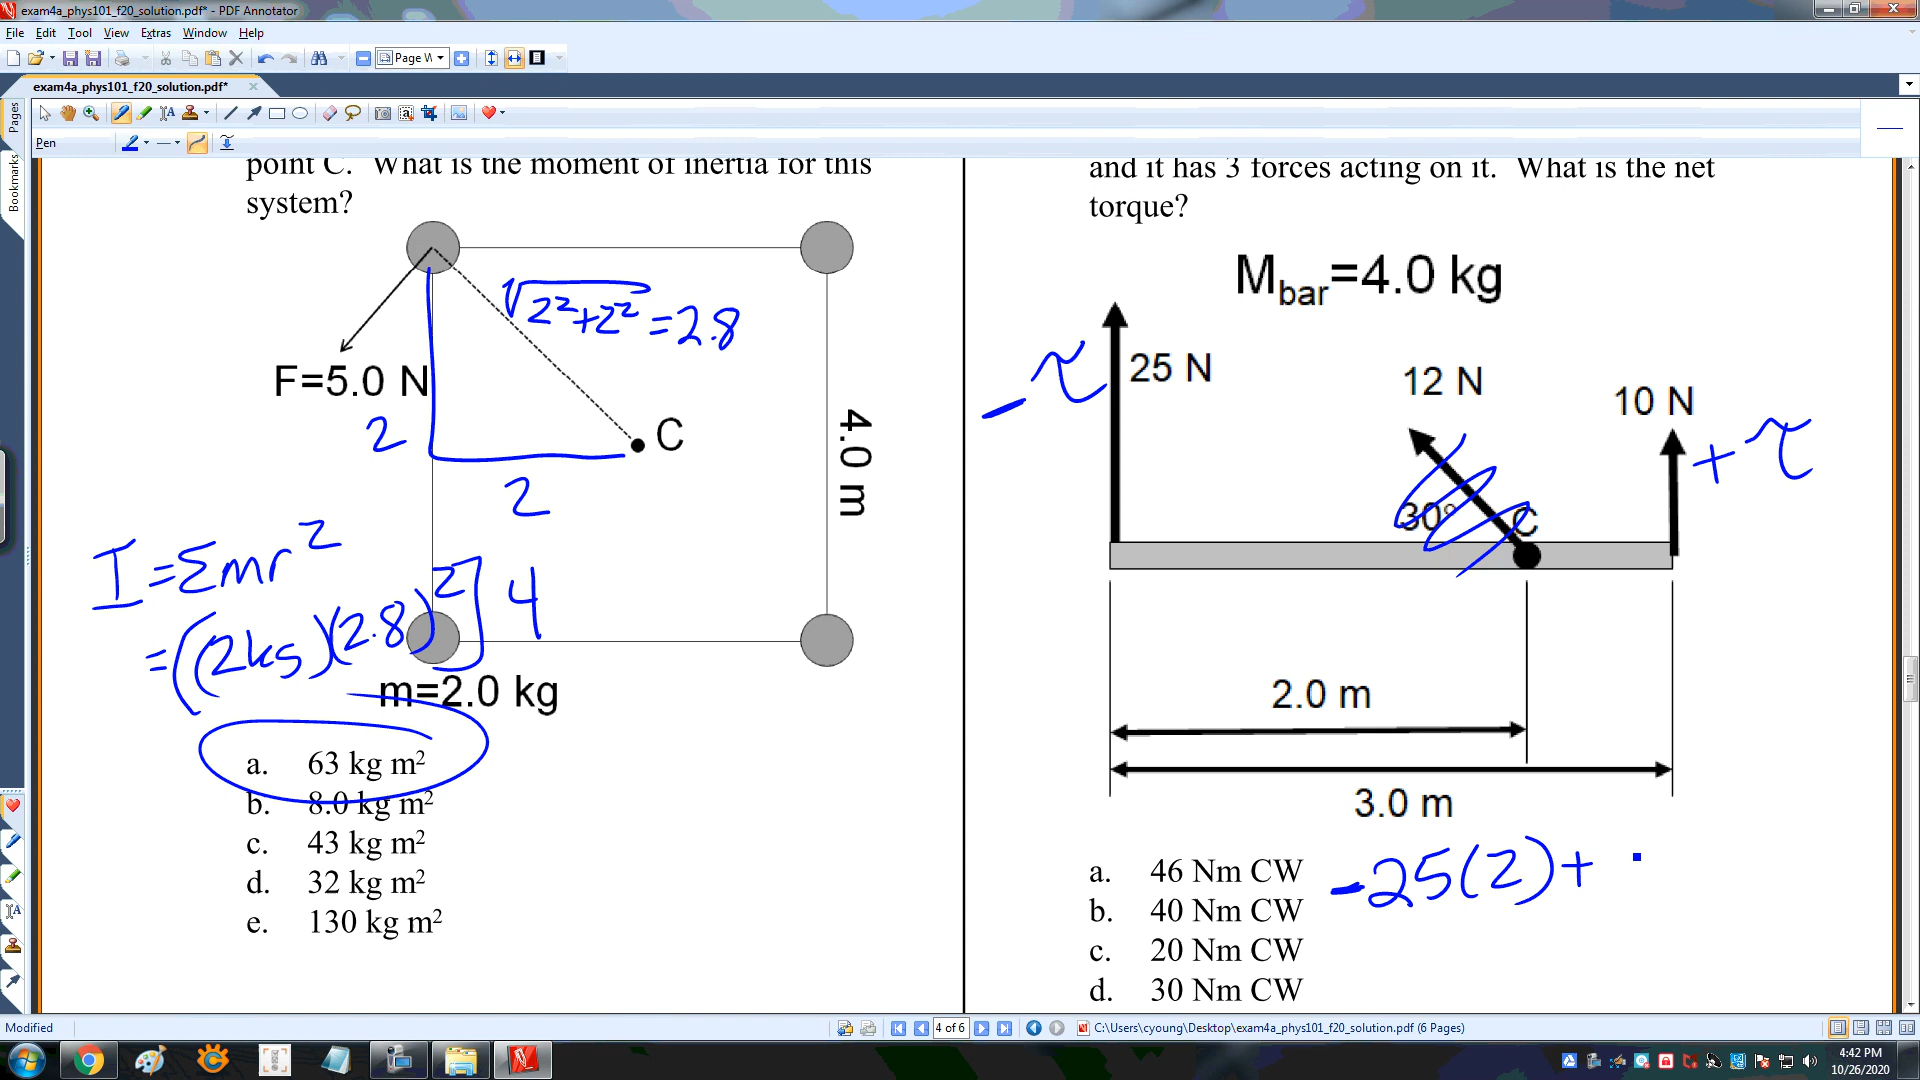 exam4a_phys101_f20_solution.pdf* - PDF Annotator
File Edit Tool View Extras Window Help
Page W
exam4a_phys101_f20_solution.pdf*
Pen
Pages
Bookmarks
point C. What is the moment of inertia for this
system?
F=5.0 N
√2²+2² = 2.8
C
2
2
4.0 m
I = Σmr²
= ((2kg)(2.8)²] 4
m=2.0 kg
a. 63 kg m²
b. 8.0 kg m²
c. 43 kg m²
d. 32 kg m²
e. 130 kg m²
and it has 3 forces acting on it. What is the net
torque?
Mbar=4.0 kg
- τ
25 N
12 N
10 N
+ τ
30°
C
2.0 m
3.0 m
-25(2)+
a. 46 Nm CW
b. 40 Nm CW
c. 20 Nm CW
d. 30 Nm CW
Modified
4 of 6
C:\Users\cyoung\Desktop\exam4a_phys101_f20_solution.pdf (6 Pages)
4:42 PM
10/26/2020